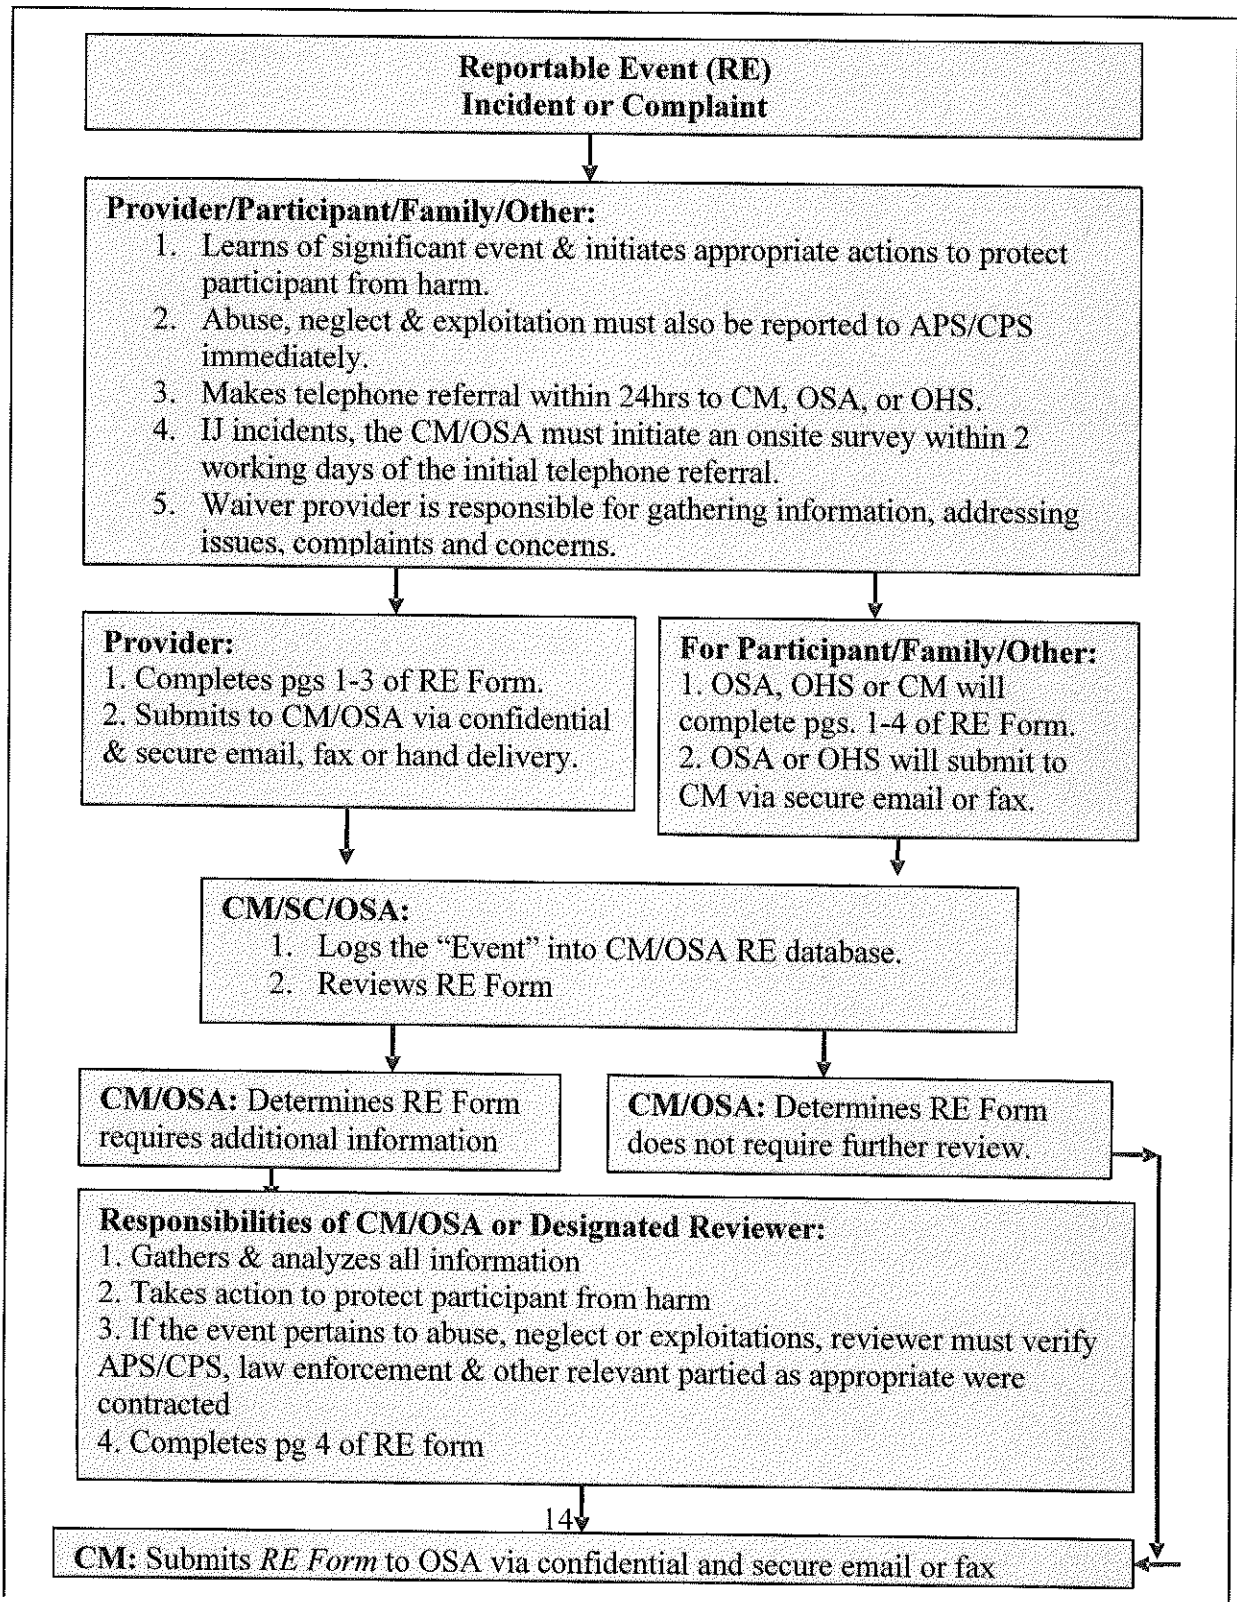 Reportable Event (RE)
Incident or Complaint
Provider/Participant/Family/Other:
1. Learns of significant event & initiates appropriate actions to protect
participant from harm.
2. Abuse, neglect & exploitation must also be reported to APS/CPS
immediately.
3. Makes telephone referral within 24hrs to CM, OSA, or OHS.
4. IJ incidents, the CM/OSA must initiate an onsite survey within 2
working days of the initial telephone referral.
5. Waiver provider is responsible for gathering information, addressing
issues, complaints and concerns.
Provider:
1. Completes pgs 1-3 of RE Form.
2. Submits to CM/OSA via confidential
& secure email, fax or hand delivery.
For Participant/Family/Other:
1. OSA, OHS or CM will
complete pgs. 1-4 of RE Form.
2. OSA or OHS will submit to
CM via secure email or fax.
CM/SC/OSA:
1. Logs the “Event” into CM/OSA RE database.
2. Reviews RE Form
CM/OSA: Determines RE Form
requires additional information
CM/OSA: Determines RE Form
does not require further review.
Responsibilities of CM/OSA or Designated Reviewer:
1. Gathers & analyzes all information
2. Takes action to protect participant from harm
3. If the event pertains to abuse, neglect or exploitations, reviewer must verify
APS/CPS, law enforcement & other relevant partied as appropriate were
contracted
4. Completes pg 4 of RE form
14
CM: Submits RE Form to OSA via confidential and secure email or fax